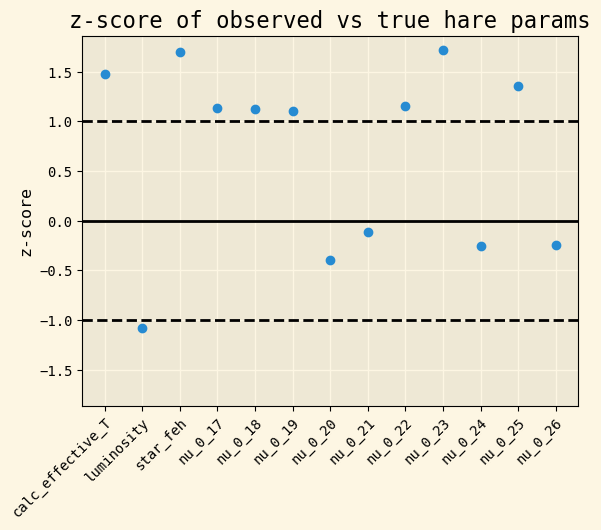 z-score of observed vs true hare params
z-score
1.5
1.0
0.5
0.0
−0.5
−1.0
−1.5
calc_effective_T
luminosity
star_feh
nu_0_17
nu_0_18
nu_0_19
nu_0_20
nu_0_21
nu_0_22
nu_0_23
nu_0_24
nu_0_25
nu_0_26